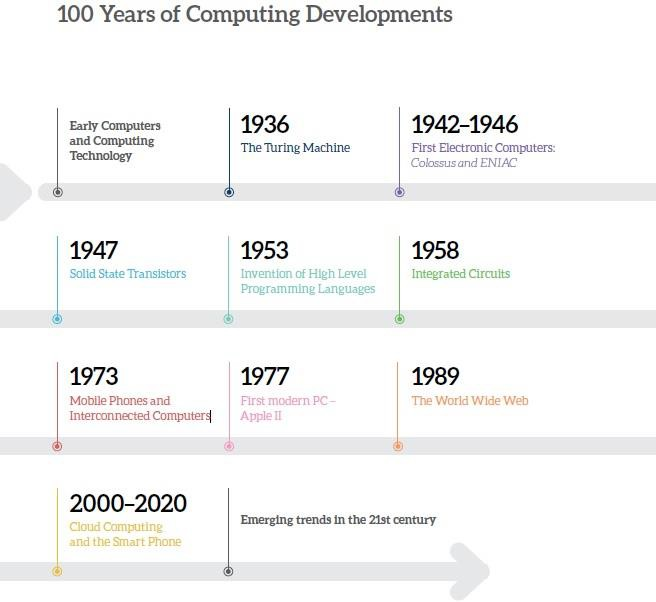 100 Years of Computing Developments
Early Computers
and Computing
Technology
1936
The Turing Machine
1942–1946
First Electronic Computers:
Colossus and ENIAC
1947
Solid State Transistors
1953
Invention of High Level
Programming Languages
1958
Integrated Circuits
1973
Mobile Phones and
Interconnected Computers
1977
First modern PC –
Apple II
1989
The World Wide Web
2000–2020
Cloud Computing
and the Smart Phone
Emerging trends in the 21st century